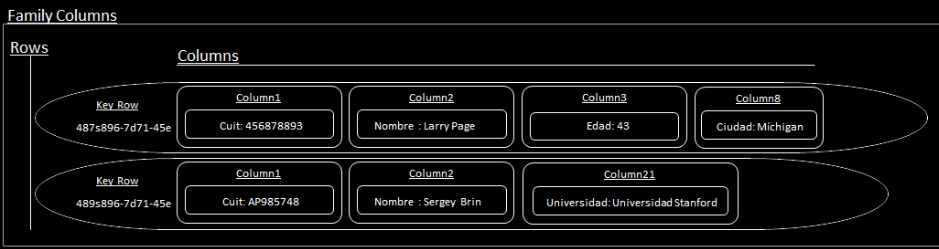 Family Columns
Rows
Columns
Key Row
487s896-7d71-45e
Column1
Cuit: 456878893
Column2
Nombre : Larry Page
Column3
Edad: 43
Column8
Ciudad: Michigan
Key Row
489s896-7d71-45e
Column1
Cuit: AP985748
Column2
Nombre : Sergey Brin
Column21
Universidad: Universidad Stanford